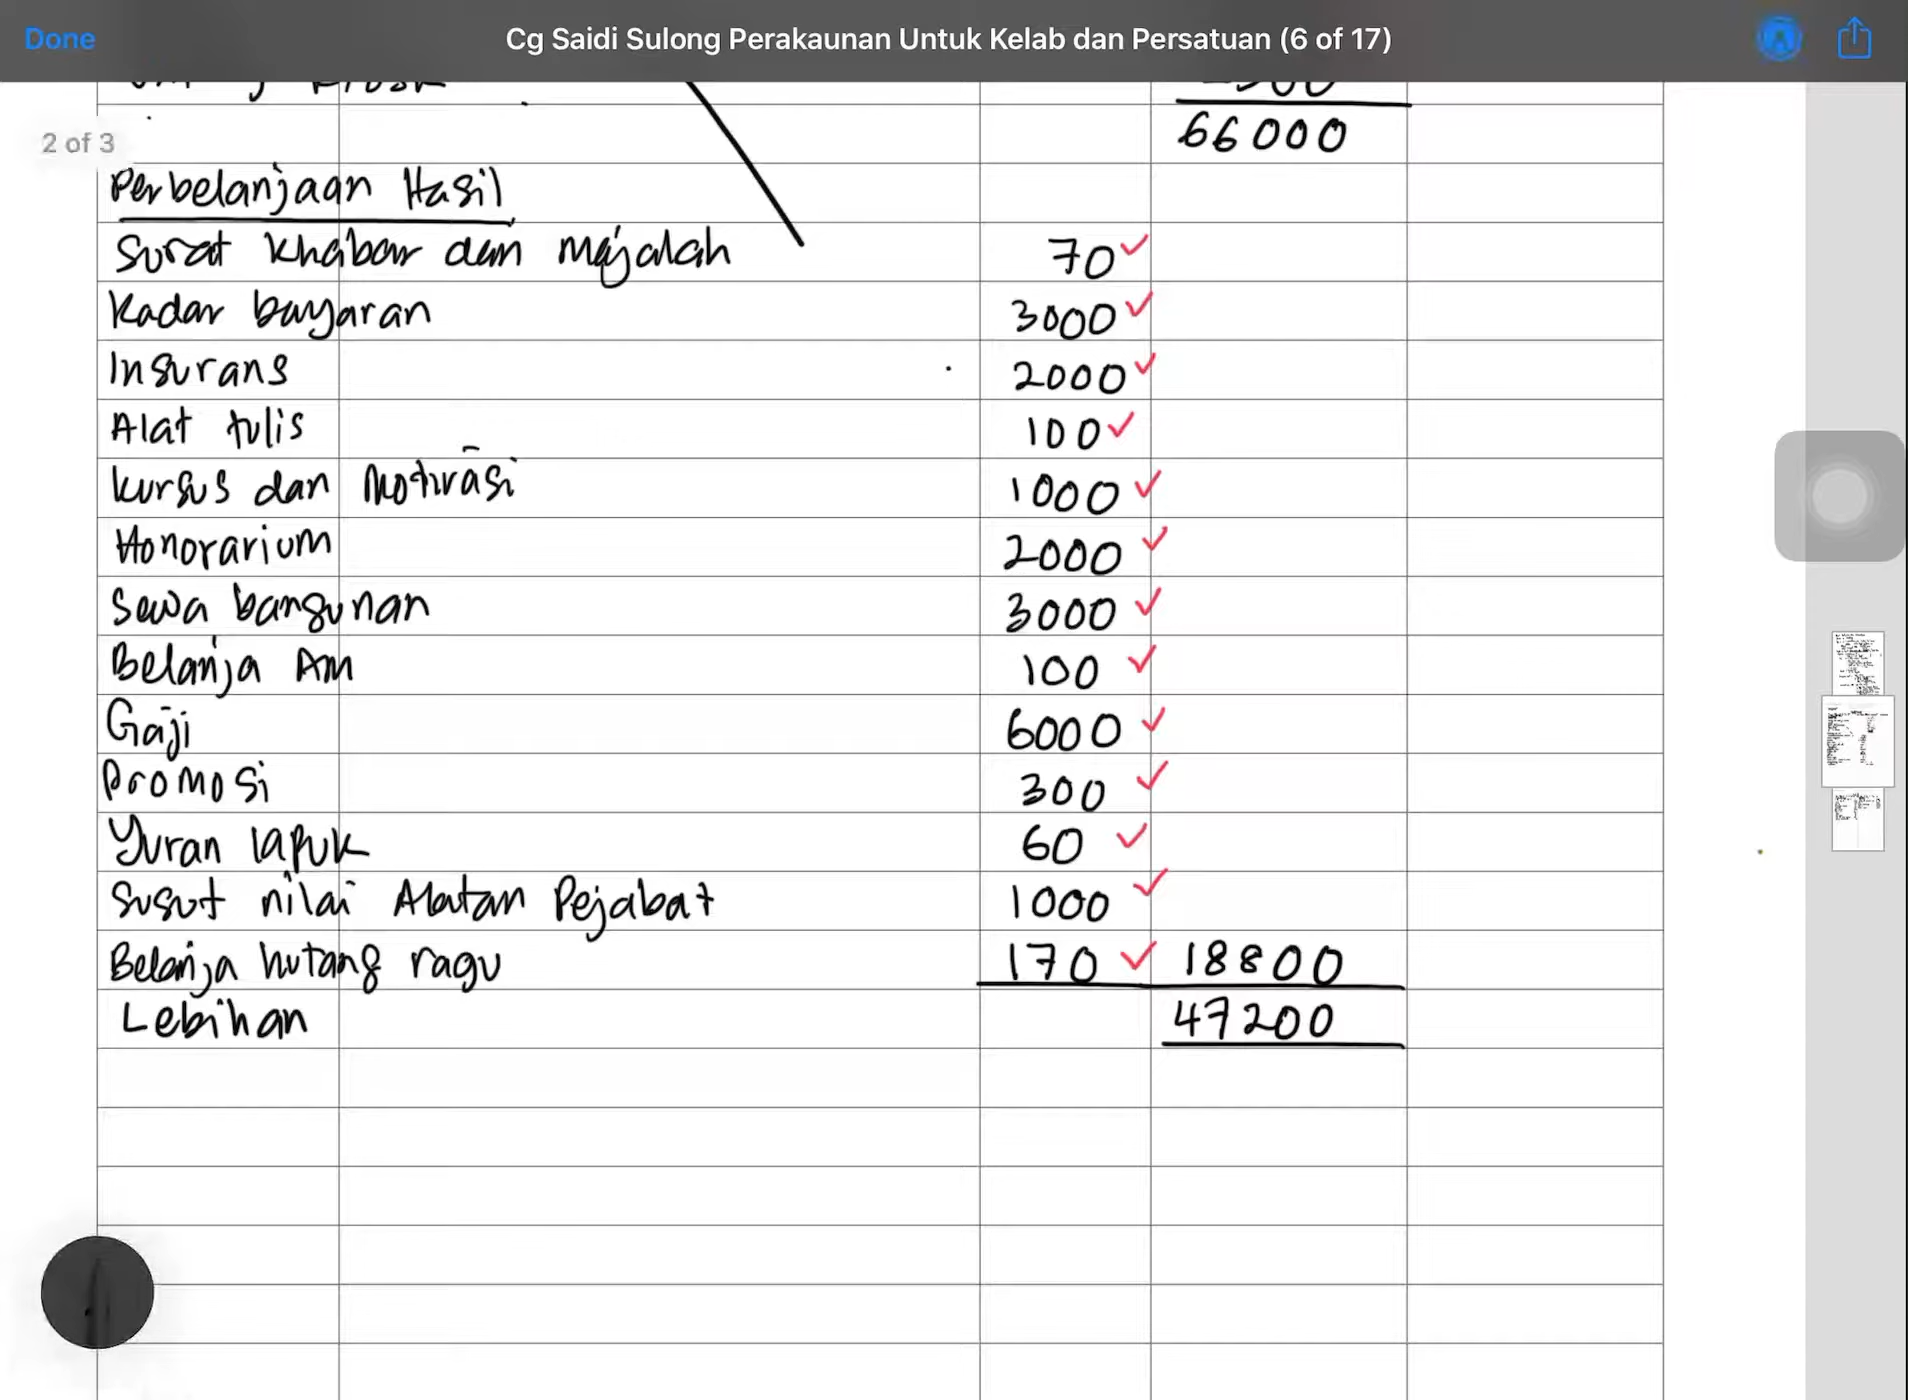 Done Cg Saidi Sulong Perakaunan Untuk Kelab dan Persatuan (6 of 17)
2 of 3 66000
Perbelanjaan Hasil
Surat khabar dan Majalah 70
Kadar bayaran 3000
Insurans 2000
Alat tulis 100
kursus dan Motivasi 1000
Honorarium 2000
Sewa bangunan 3000
Belanja Am 100
Gaji 6000
Promosi 300
Yuran lapuk 60
Susut nilai Alatan Pejabat 1000
Belanja hutang ragu 170 18800
Lebihan 47200